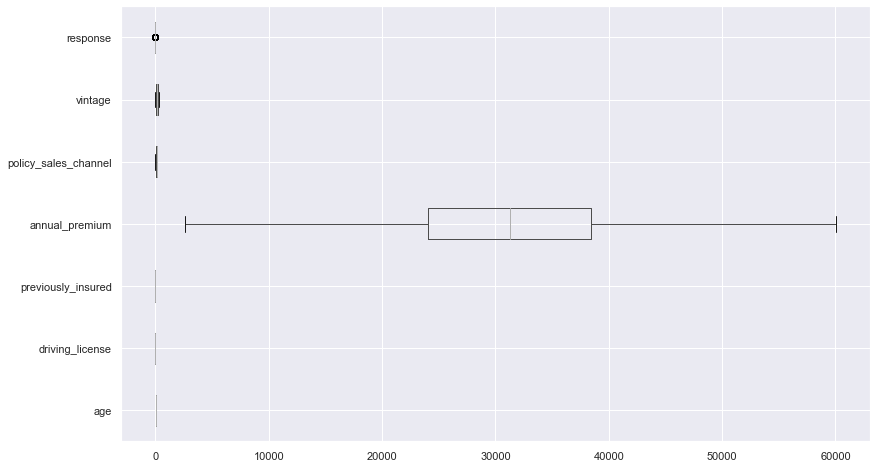 response
vintage
policy_sales_channel
annual_premium
previously_insured
driving_license
age
0 10000 20000 30000 40000 50000 60000